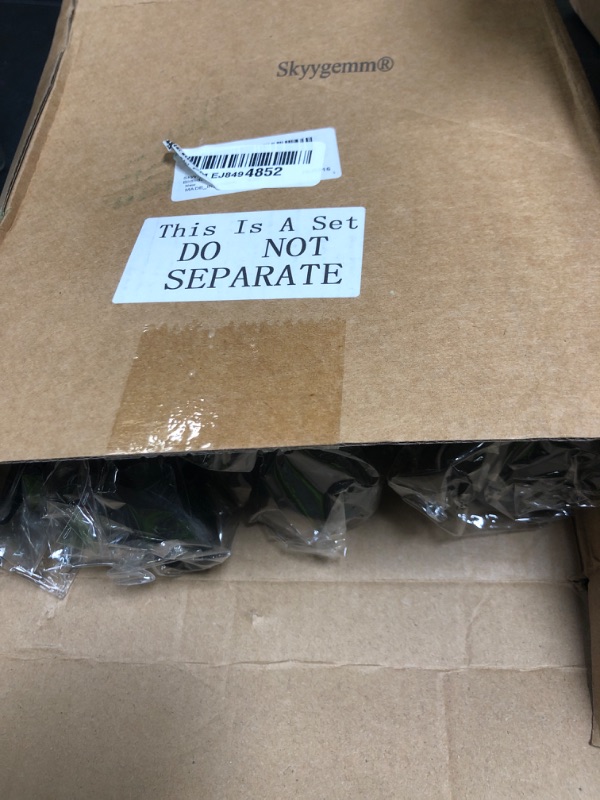 Skyygemm®
EJ8494852
This Is A Set
DO NOT
SEPARATE